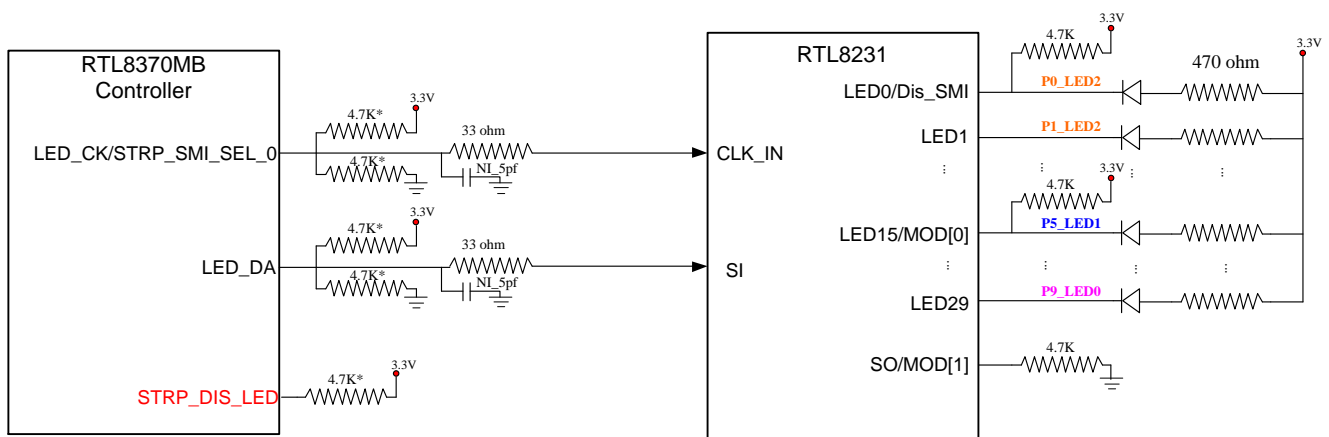 RTL8370MB
Controller
LED_CK/STRP_SMI_SEL_0
4.7K*
3.3V
4.7K*
33 ohm
NI_5pf
LED_DA
4.7K*
3.3V
4.7K*
33 ohm
NI_5pf
STRP_DIS_LED
4.7K*
3.3V
RTL8231
CLK_IN
SI
LED0/Dis_SMI
4.7K
3.3V
P0_LED2
470 ohm
3.3V
LED1
P1_LED2
...
...
...
...
4.7K
3.3V
LED15/MOD[0]
P5_LED1
...
...
...
...
LED29
P9_LED0
SO/MOD[1]
4.7K